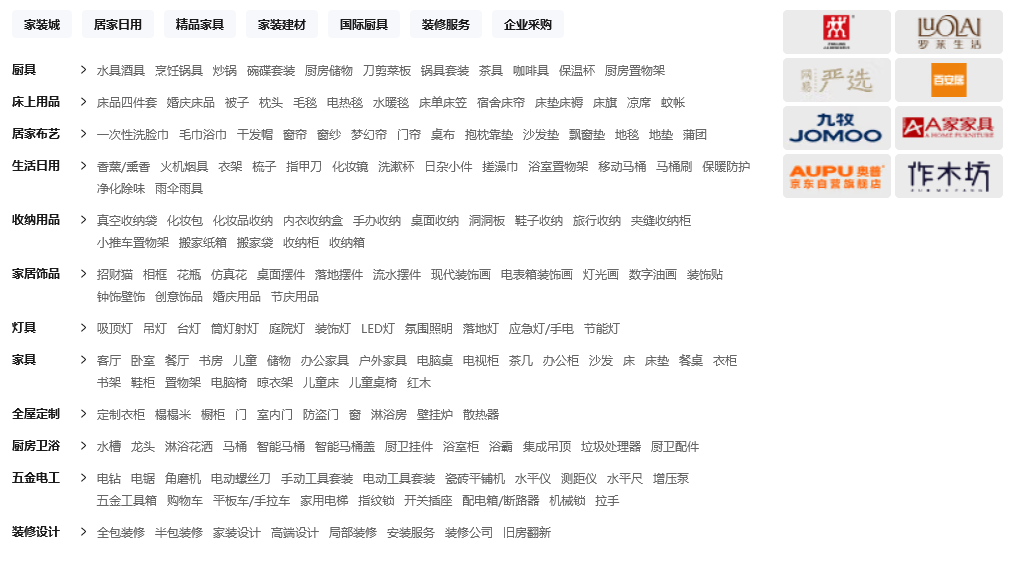 家装城 居家日用 精品家具 家装建材 国际厨具 装修服务 企业采购
厨具 > 水具酒具 烹饪锅具 炒锅 碗碟套装 厨房储物 刀剪菜板 锅具套装 茶具 咖啡具 保温杯 厨房置物架
床上用品 > 床品四件套 婚庆床品 被子 枕头 毛毯 电热毯 水暖毯 床单床笠 宿舍床帘 床垫床褥 床旗 凉席 蚊帐
居家布艺 > 一次性洗脸巾 毛巾浴巾 干发帽 窗帘 窗纱 梦幻帘 门帘 桌布 抱枕靠垫 沙发垫 飘窗垫 地毯 地垫 蒲团
生活日用 > 香薰/熏香 火机烟具 衣架 梳子 指甲刀 化妆镜 洗漱杯 日杂小件 搓澡巾 浴室置物架 移动马桶 马桶刷 保暖防护
净化除味 雨伞雨具
收纳用品 > 真空收纳袋 化妆包 化妆品收纳 内衣收纳盒 手办收纳 桌面收纳 洞洞板 鞋子收纳 旅行收纳 夹缝收纳柜
小推车置物架 搬家纸箱 搬家袋 收纳柜 收纳箱
家居饰品 > 招财猫 相框 花瓶 仿真花 桌面摆件 落地摆件 流水摆件 现代装饰画 电表箱装饰画 灯光画 数字油画 装饰贴
钟饰壁饰 创意饰品 婚庆用品 节庆用品
灯具 > 吸顶灯 吊灯 台灯 筒灯射灯 庭院灯 装饰灯 LED灯 氛围照明 落地灯 应急灯/手电 节能灯
家具 > 客厅 卧室 餐厅 书房 儿童 储物 办公家具 户外家具 电脑桌 电视柜 茶几 办公柜 沙发 床 床垫 餐桌 衣柜
书架 鞋柜 置物架 电脑椅 晾衣架 儿童床 儿童桌椅 红木
全屋定制 > 定制衣柜 榻榻米 橱柜 门 室内门 防盗门 窗 淋浴房 壁挂炉 散热器
厨房卫浴 > 水槽 龙头 淋浴花洒 马桶 智能马桶 智能马桶盖 厨卫挂件 浴室柜 浴霸 集成吊顶 垃圾处理器 厨卫配件
五金电工 > 电钻 电锯 角磨机 电动螺丝刀 手动工具套装 电动工具套装 瓷砖平铺机 水平仪 测距仪 水平尺 增压泵
五金工具箱 购物车 平板车/手拉车 家用电梯 指纹锁 开关插座 配电箱/断路器 机械锁 拉手
装修设计 > 全包装修 半包装修 家装设计 高端设计 局部装修 安装服务 装修公司 旧房翻新
LUOLAI
罗莱生活
网易严选
百安居
九牧
JOMOO
A家家具
AUPU奥普
京东自营旗舰店
作木坊